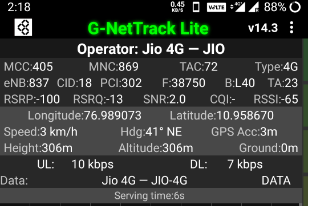 2:18 0.45 KB/S VoLTE 4G 88%
G-NetTrack Lite v14.3
Operator: Jio 4G — JIO
MCC:405 MNC:869 TAC:72 Type:4G
eNB:837 CID:18 PCI:302 F:38750 B:L40 TA:23
RSRP:-100 RSRQ:-13 SNR:2.0 CQI:- RSSI:-65
Longitude:76.989073 Latitude:10.958670
Speed:3 km/h Hdg:41° NE GPS Acc:3m
Height:306m Altitude:306m Ground:0m
UL: 10 kbps DL: 7 kbps
Data: Jio 4G — JIO-4G DATA
Serving time:6s